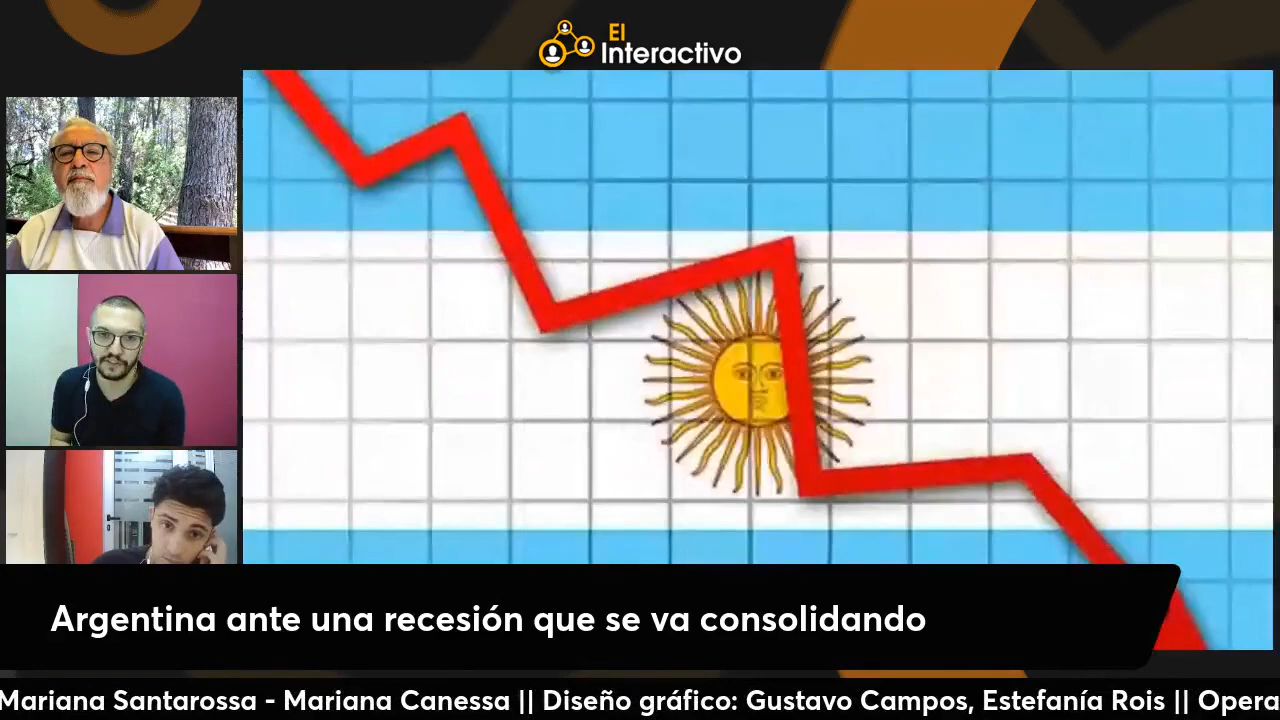 El
Interactivo
Argentina ante una recesión que se va consolidando
Mariana Santarossa - Mariana Canessa || Diseño gráfico: Gustavo Campos, Estefanía Rois || Opera